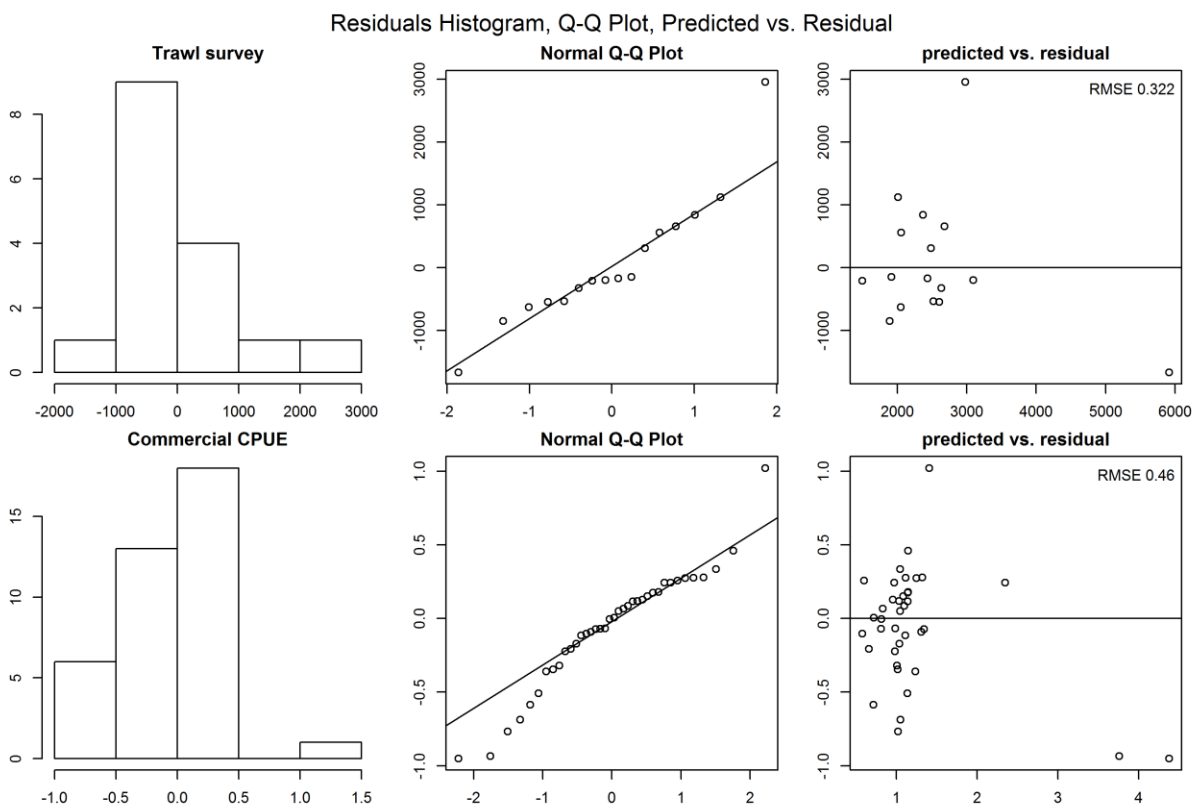 Residuals Histogram, Q-Q Plot, Predicted vs. Residual
Trawl survey
0 2 4 6 8
-2000 -1000 0 1000 2000 3000
Normal Q-Q Plot
-1000 0 1000 2000 3000
-2 -1 0 1 2
predicted vs. residual
RMSE 0.322
-1000 0 1000 2000 3000
2000 3000 4000 5000 6000
Commercial CPUE
0 5 10 15
-1.0 -0.5 0.0 0.5 1.0 1.5
Normal Q-Q Plot
-1.0 -0.5 0.0 0.5 1.0
-2 -1 0 1 2
predicted vs. residual
RMSE 0.46
-1.0 -0.5 0.0 0.5 1.0
1 2 3 4